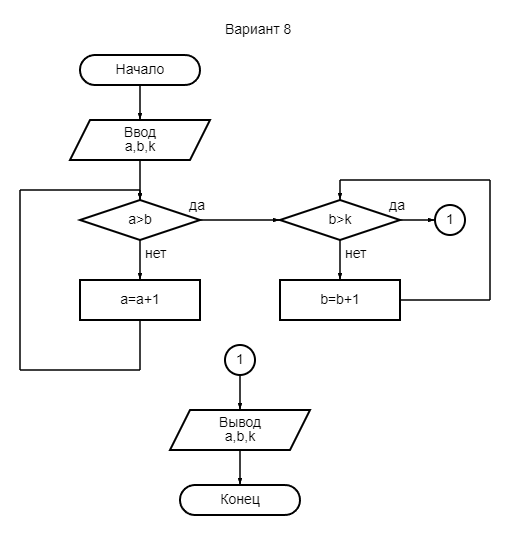 Вариант 8
Начало
Ввод
a,b,k
a>b
да
нет
a=a+1
b>k
да
1
нет
b=b+1
1
Вывод
a,b,k
Конец